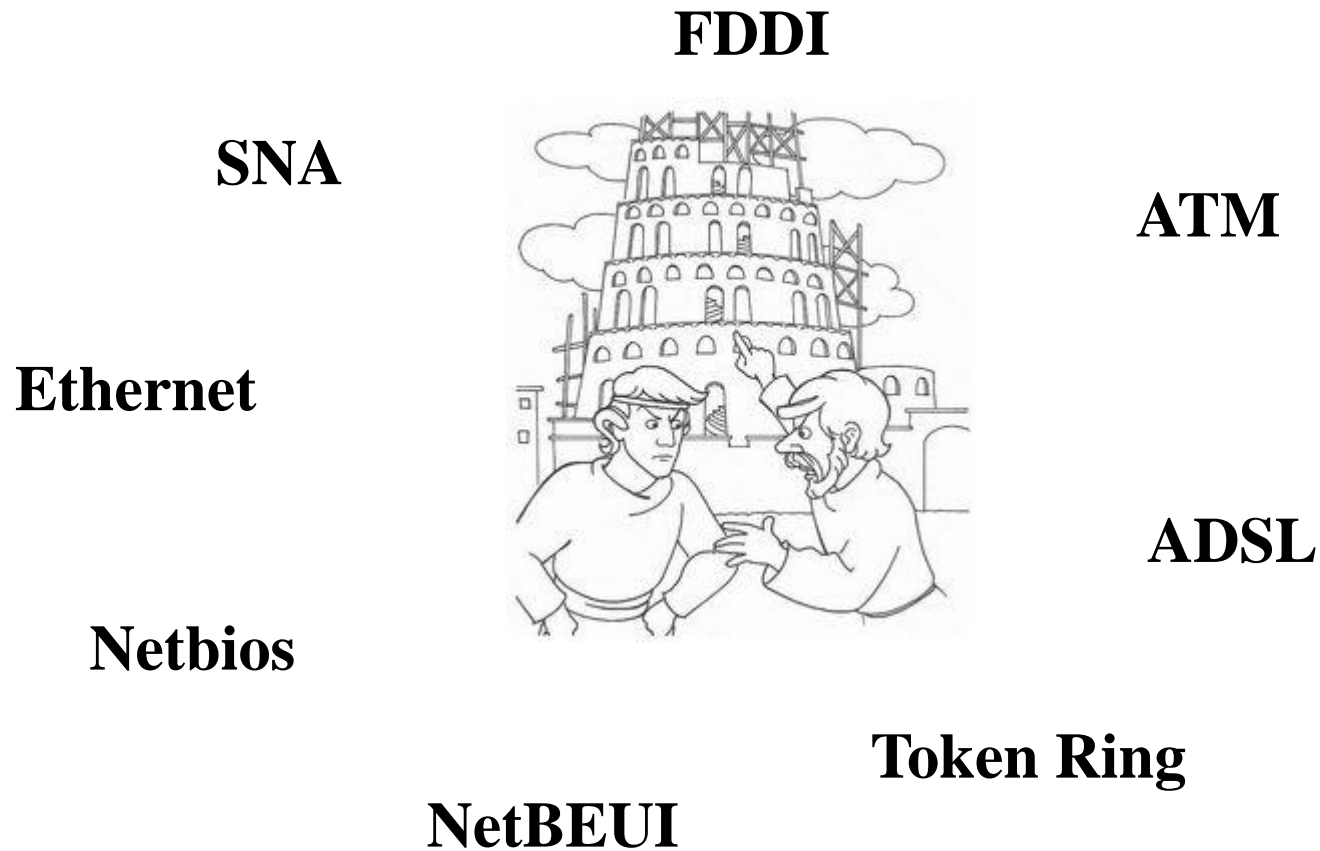 FDDI
SNA
ATM
Ethernet
ADSL
Netbios
Token Ring
NetBEUI